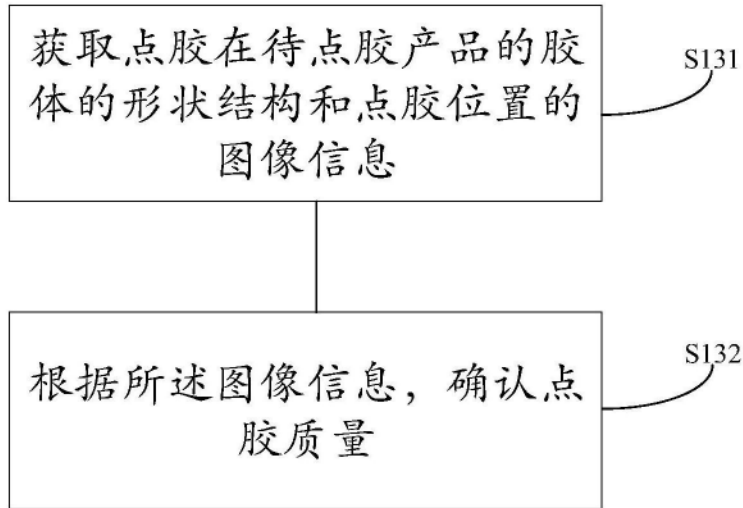 获取点胶在待点胶产品的胶
体的形状结构和点胶位置的
图像信息
S131
根据所述图像信息，确认点
胶质量
S132